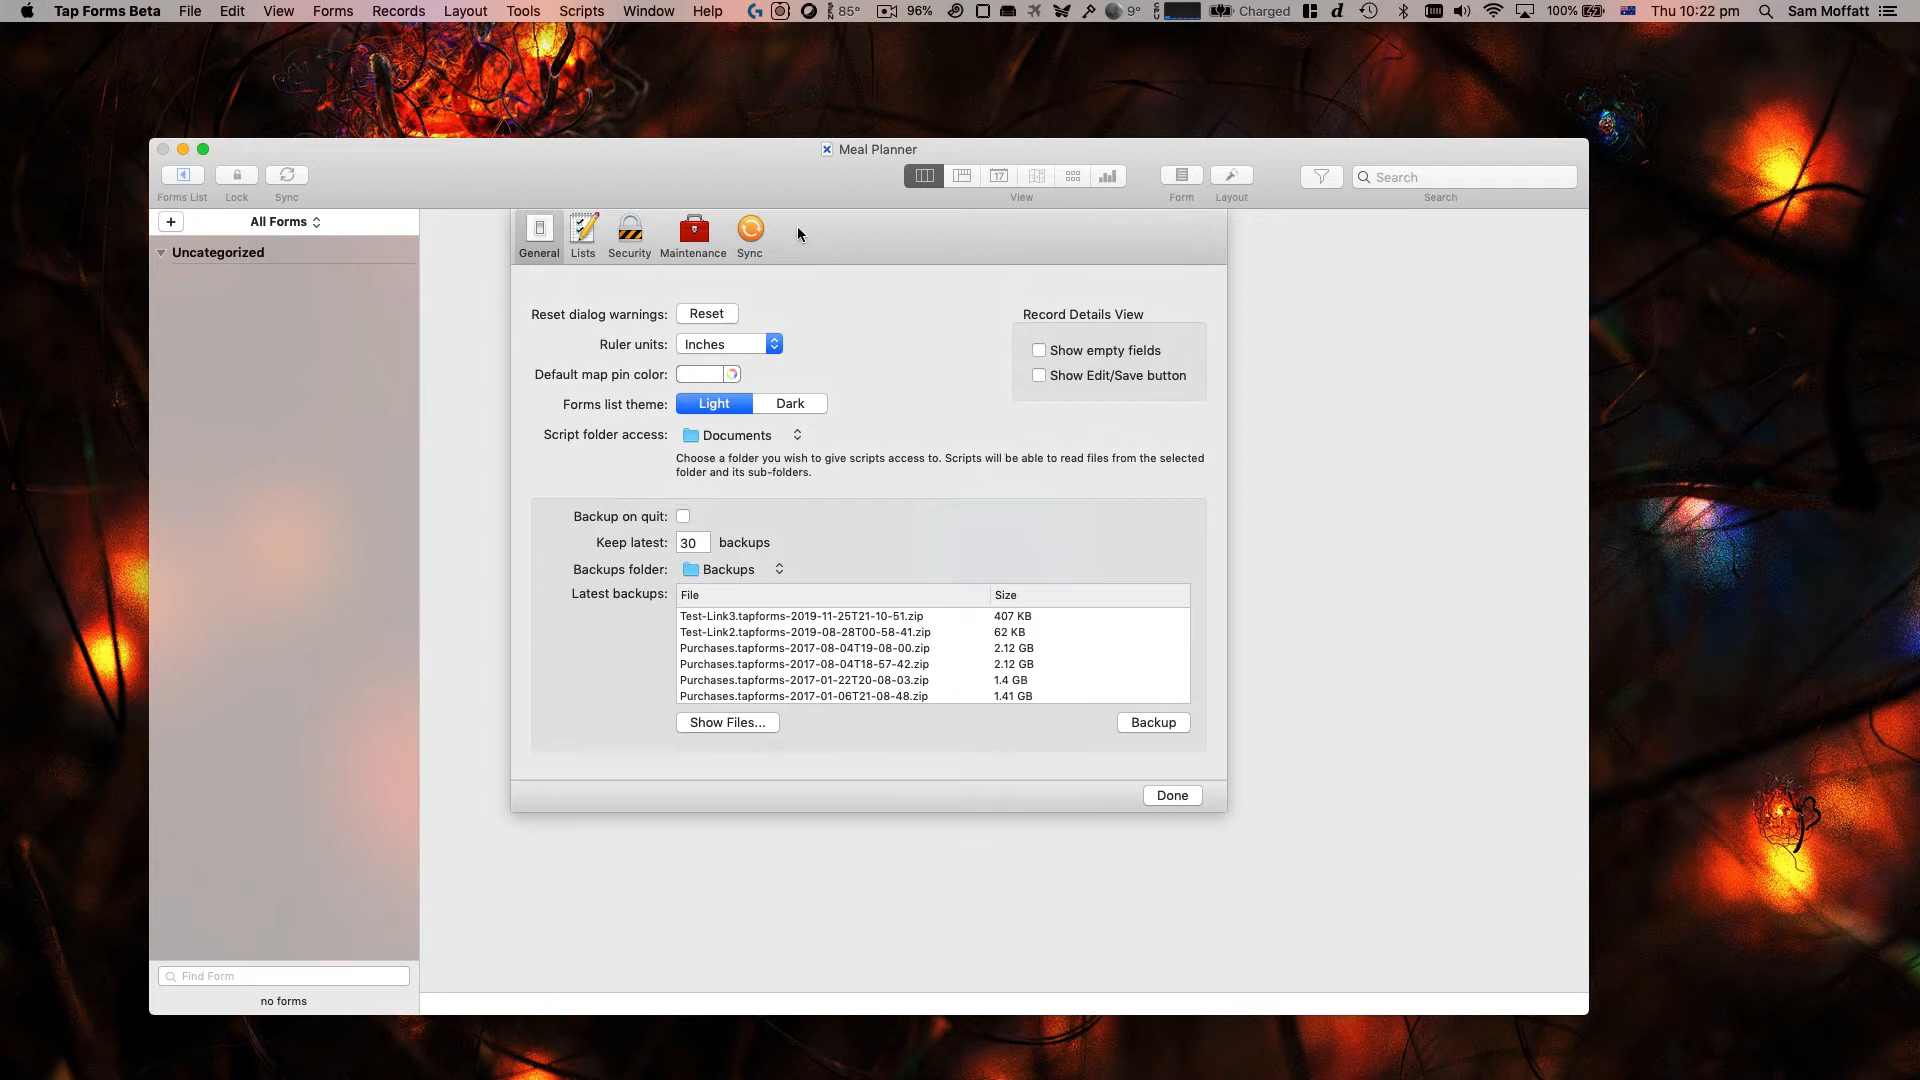 Tap Forms Beta File Edit View Forms Records Layout Tools Scripts Window Help 85° 96% 9° Charged 100% Thu 10:22 pm Sam Moffatt
Meal Planner
Forms List Lock Sync View Form Layout Search Search
17
+ All Forms
Uncategorized
General Lists Security Maintenance Sync
Reset dialog warnings: Reset
Ruler units: Inches
Default map pin color:
Forms list theme: Light Dark
Script folder access: Documents
Choose a folder you wish to give scripts access to. Scripts will be able to read files from the selected
folder and its sub-folders.
Record Details View
Show empty fields
Show Edit/Save button
Backup on quit:
Keep latest: 30 backups
Backups folder: Backups
Latest backups: File Size
Test-Link3.tapforms-2019-11-25T21-10-51.zip 407 KB
Test-Link2.tapforms-2019-08-28T00-58-41.zip 62 KB
Purchases.tapforms-2017-08-04T19-08-00.zip 2.12 GB
Purchases.tapforms-2017-08-04T18-57-42.zip 2.12 GB
Purchases.tapforms-2017-01-22T20-08-03.zip 1.4 GB
Purchases.tapforms-2017-01-06T21-08-48.zip 1.41 GB
Show Files... Backup
Done
Find Form
no forms